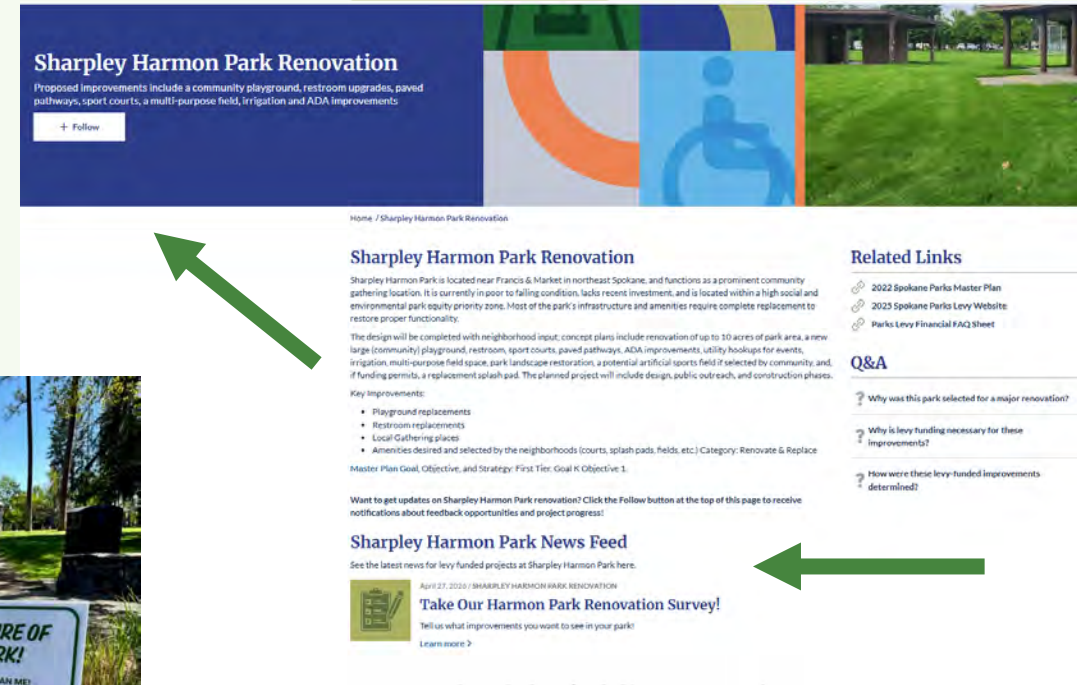 Sharpley Harmon Park Renovation
Proposed improvements include a community playground, restroom upgrades, paved
pathways, sport courts, a multi-purpose field, irrigation and ADA improvements
+ Follow
Home / Sharpley Harmon Park Renovation
Sharpley Harmon Park Renovation
Sharpley Harmon Park is located near Francis & Market in northeast Spokane, and functions as a prominent community
gathering location. It is currently in poor to failing condition, lacks recent investment, and is located within a high social and
environmental park equity priority zone. Most of the park's infrastructure and amenities require complete replacement to
restore proper functionality.
The design will be completed with neighborhood input; concept plans include renovation of up to 10 acres of park area, a new
large (community) playground, restroom, sport courts, paved pathways, ADA improvements, utility hookups for events,
irrigation, multi-purpose field space, park landscape restoration, a potential artificial sports field if selected by community, and,
if funding permits, a replacement splash pad. The planned project will include design, public outreach, and construction phases.
Key Improvements:
• Playground replacements
• Restroom replacements
• Local Gathering places
• Amenities desired and selected by the neighborhoods (courts, splash pads, fields, etc.) Category: Renovate & Replace
Master Plan Goal, Objective, and Strategy: First Tier. Goal K Objective 1.
Want to get updates on Sharpley Harmon Park renovation? Click the Follow button at the top of this page to receive
notifications about feedback opportunities and project progress!
Sharpley Harmon Park News Feed
See the latest news for levy funded projects at Sharpley Harmon Park here.
April 27, 2026 / SHARPLEY HARMON PARK RENOVATION
Take Our Harmon Park Renovation Survey!
Tell us what improvements you want to see in your park!
Learn more >
Related Links
2022 Spokane Parks Master Plan
2025 Spokane Parks Levy Website
Parks Levy Financial FAQ Sheet
Q&A
? Why was this park selected for a major renovation?
? Why is levy funding necessary for these
improvements?
? How were these levy-funded improvements
determined?
RE OF
RK!
AN ME!